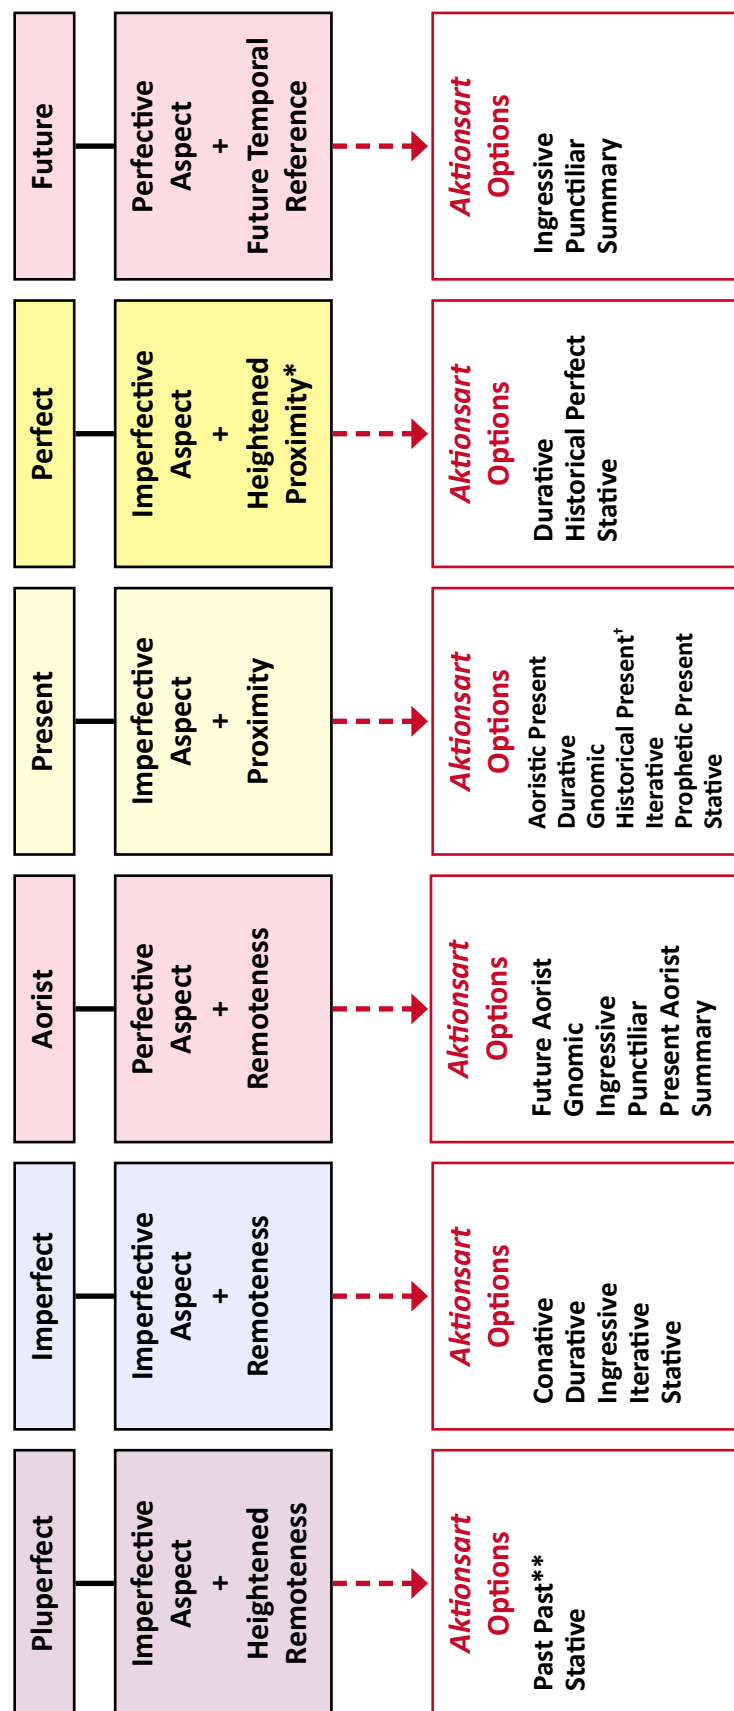 Pluperfect
Imperfective
Aspect
+
Heightened
Remoteness
Aktionsart
Options
Past Past**
Stative
Imperfect
Imperfective
Aspect
+
Remoteness
Aktionsart
Options
Conative
Durative
Ingressive
Iterative
Stative
Aorist
Perfective
Aspect
+
Remoteness
Aktionsart
Options
Future Aorist
Gnomic
Ingressive
Punctiliar
Present Aorist
Summary
Present
Imperfective
Aspect
+
Proximity
Aktionsart
Options
Aoristic Present
Durative
Gnomic
Historical Present†
Iterative
Prophetic Present
Stative
Perfect
Imperfective
Aspect
+
Heightened
Proximity*
Aktionsart
Options
Durative
Historical Perfect
Stative
Future
Perfective
Aspect
+
Future Temporal
Reference
Aktionsart
Options
Ingressive
Punctiliar
Summary